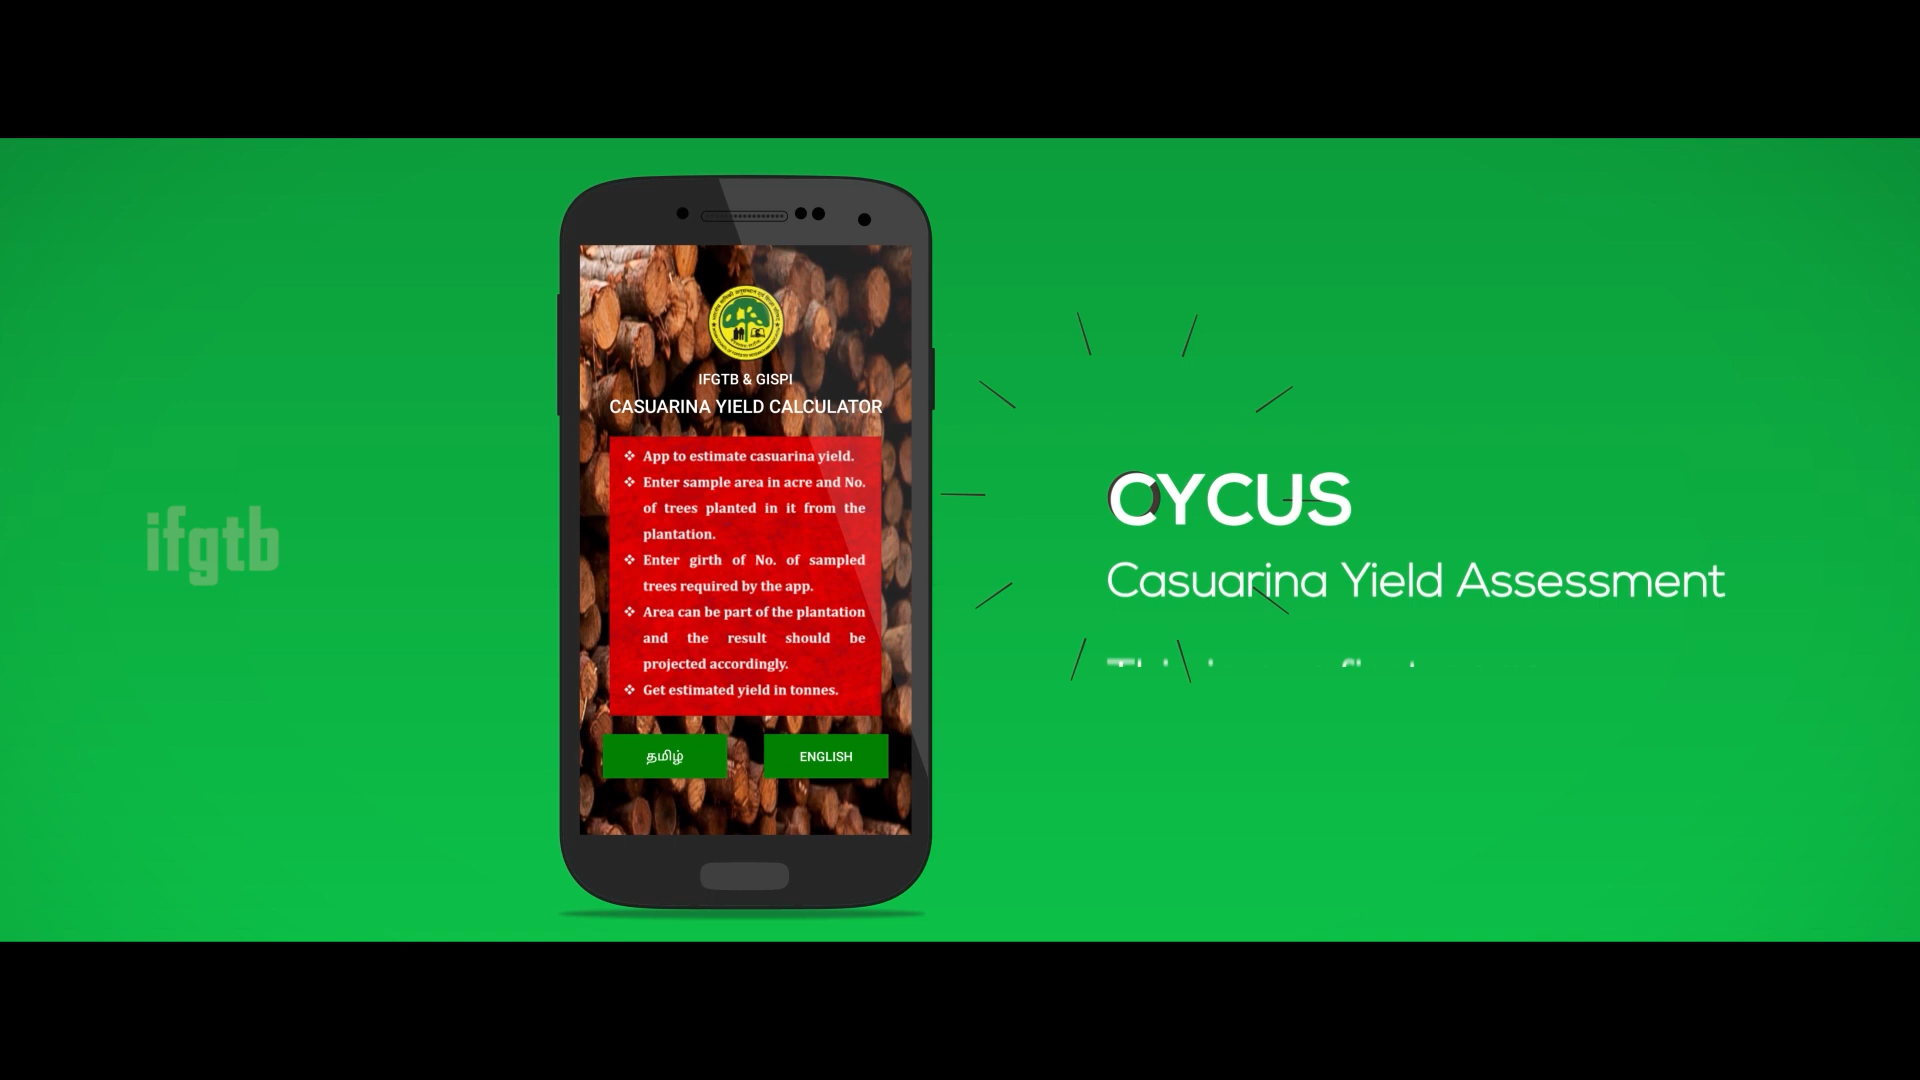 ifgtb
IFGTB & GISPI
CASUARINA YIELD CALCULATOR
❖ App to estimate casuarina yield.
❖ Enter sample area in acre and No.
of trees planted in it from the
plantation.
❖ Enter girth of No. of sampled
trees required by the app.
❖ Area can be part of the plantation
and the result should be
projected accordingly.
❖ Get estimated yield in tonnes.
தமிழ்
ENGLISH
CYCUS
Casuarina Yield Assessment